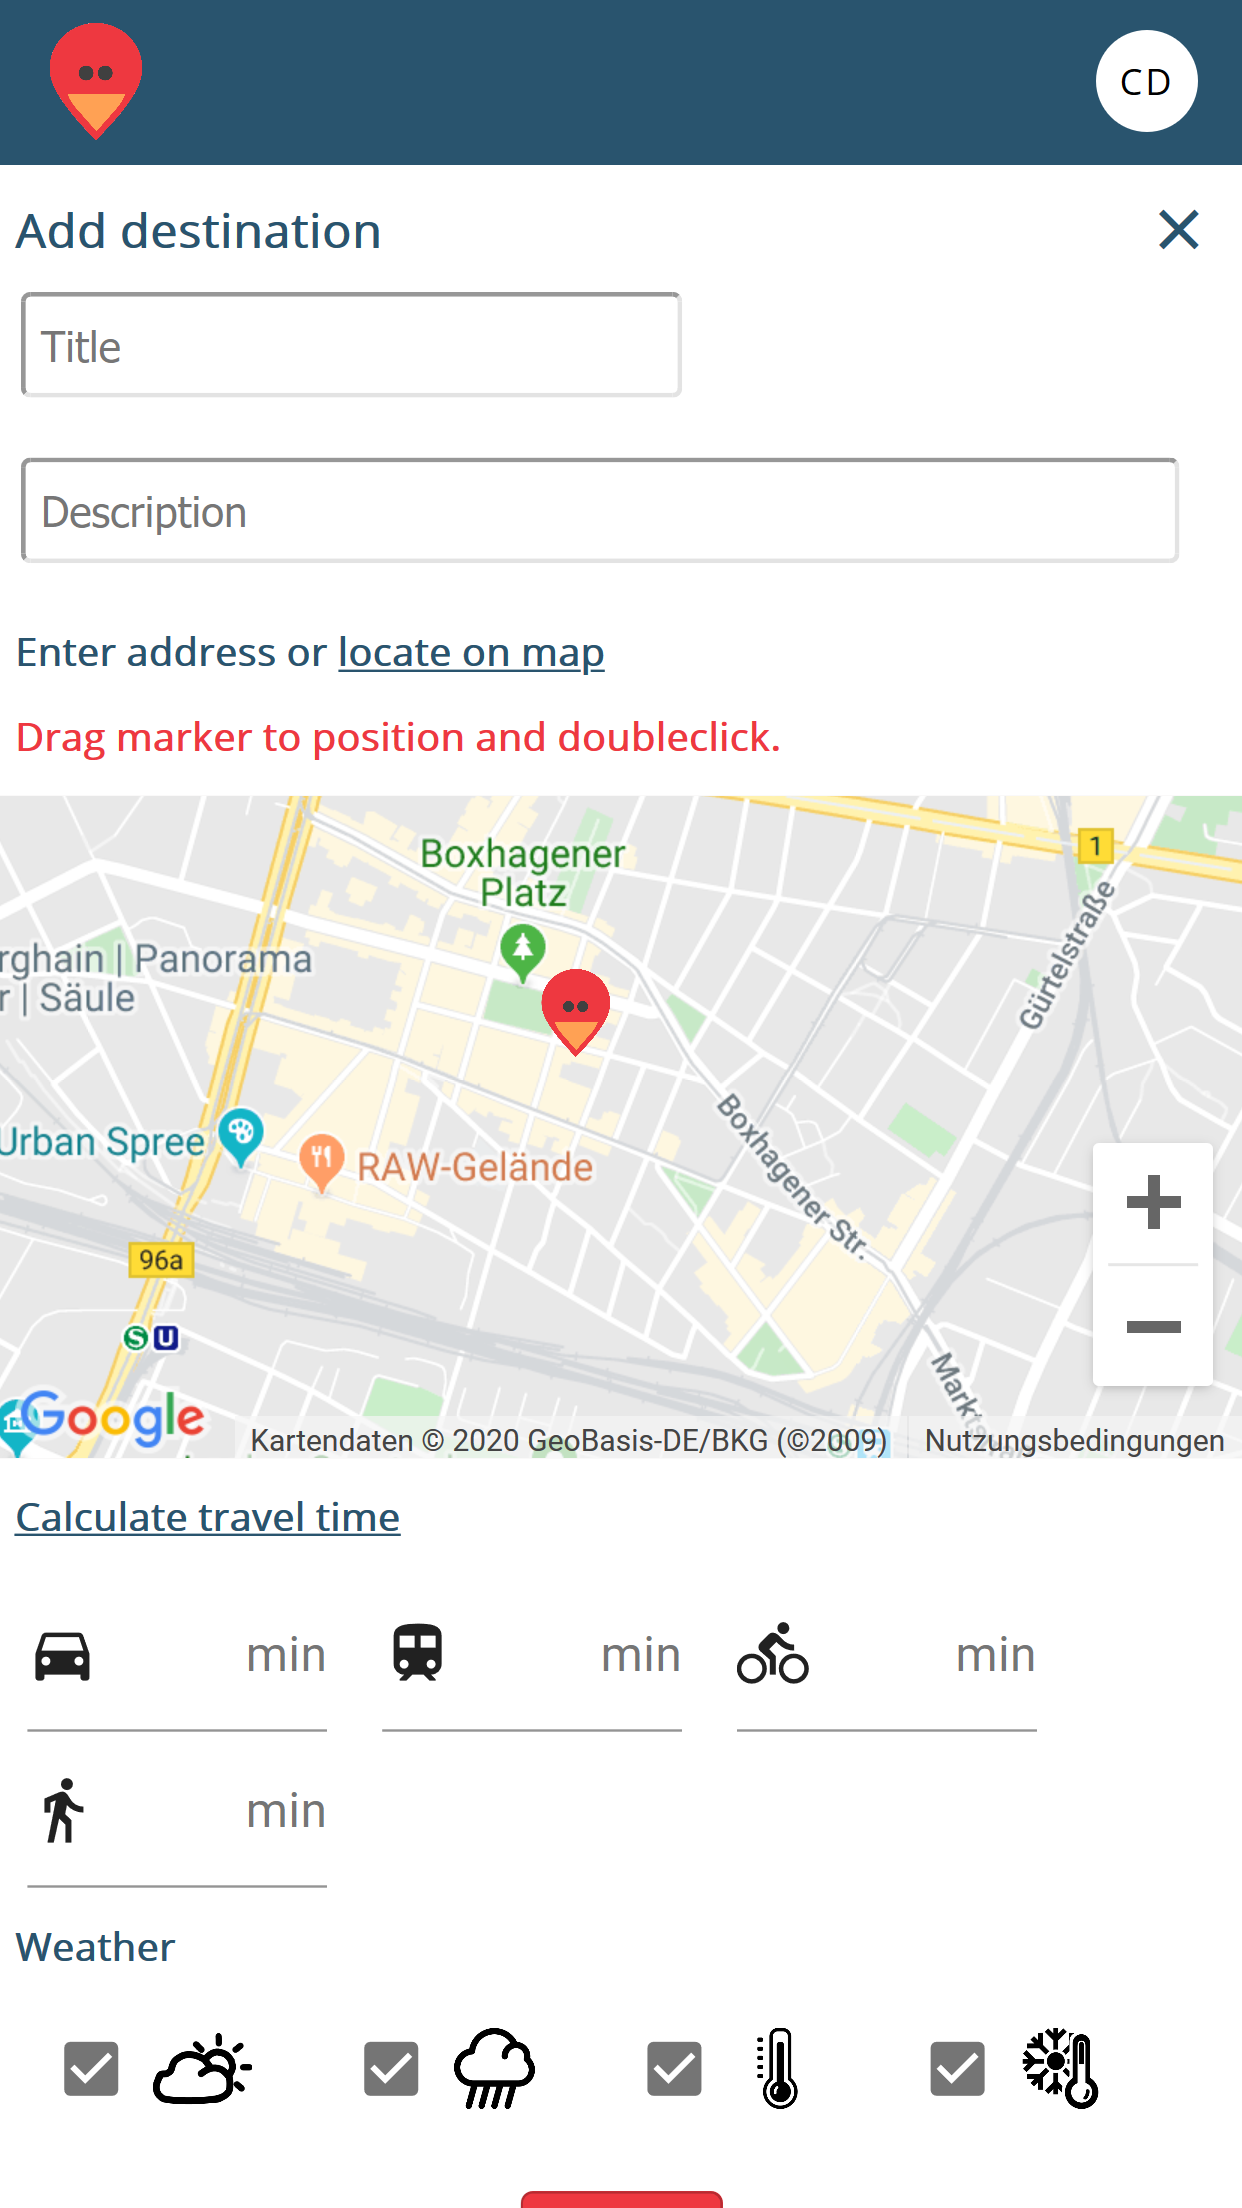 CD
Add destination
Title
Description
Enter address or locate on map
Drag marker to position and doubleclick.
Boxhagener
Platz
1
Gürtelstraße
rghain | Panorama
r | Säule
Boxhagener Str.
Urban Spree
RAW-Gelände
96a
S U
Google
Kartendaten © 2020 GeoBasis-DE/BKG (©2009)
Nutzungsbedingungen
Calculate travel time
min
min
min
min
Weather